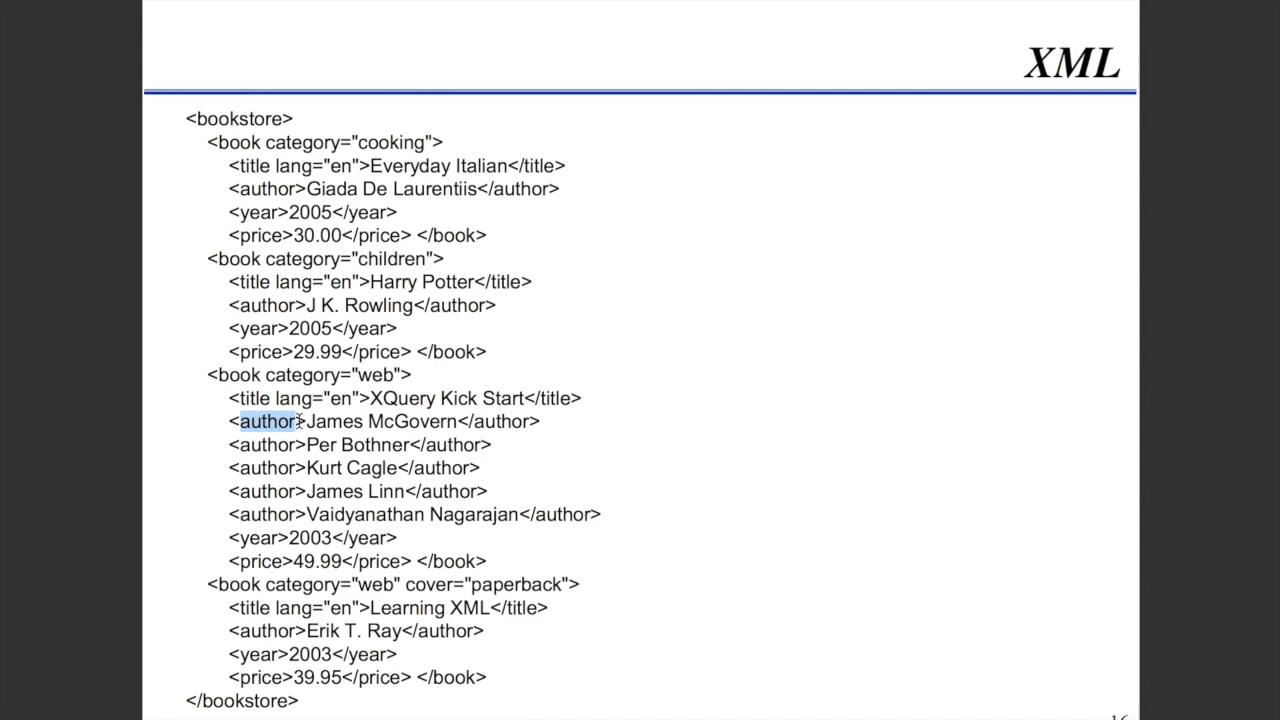 XML
<bookstore>
<book category="cooking">
<title lang="en">Everyday Italian</title>
<author>Giada De Laurentiis</author>
<year>2005</year>
<price>30.00</price> </book>
<book category="children">
<title lang="en">Harry Potter</title>
<author>J K. Rowling</author>
<year>2005</year>
<price>29.99</price> </book>
<book category="web">
<title lang="en">XQuery Kick Start</title>
<author>James McGovern</author>
<author>Per Bothner</author>
<author>Kurt Cagle</author>
<author>James Linn</author>
<author>Vaidyanathan Nagarajan</author>
<year>2003</year>
<price>49.99</price> </book>
<book category="web" cover="paperback">
<title lang="en">Learning XML</title>
<author>Erik T. Ray</author>
<year>2003</year>
<price>39.95</price> </book>
</bookstore>